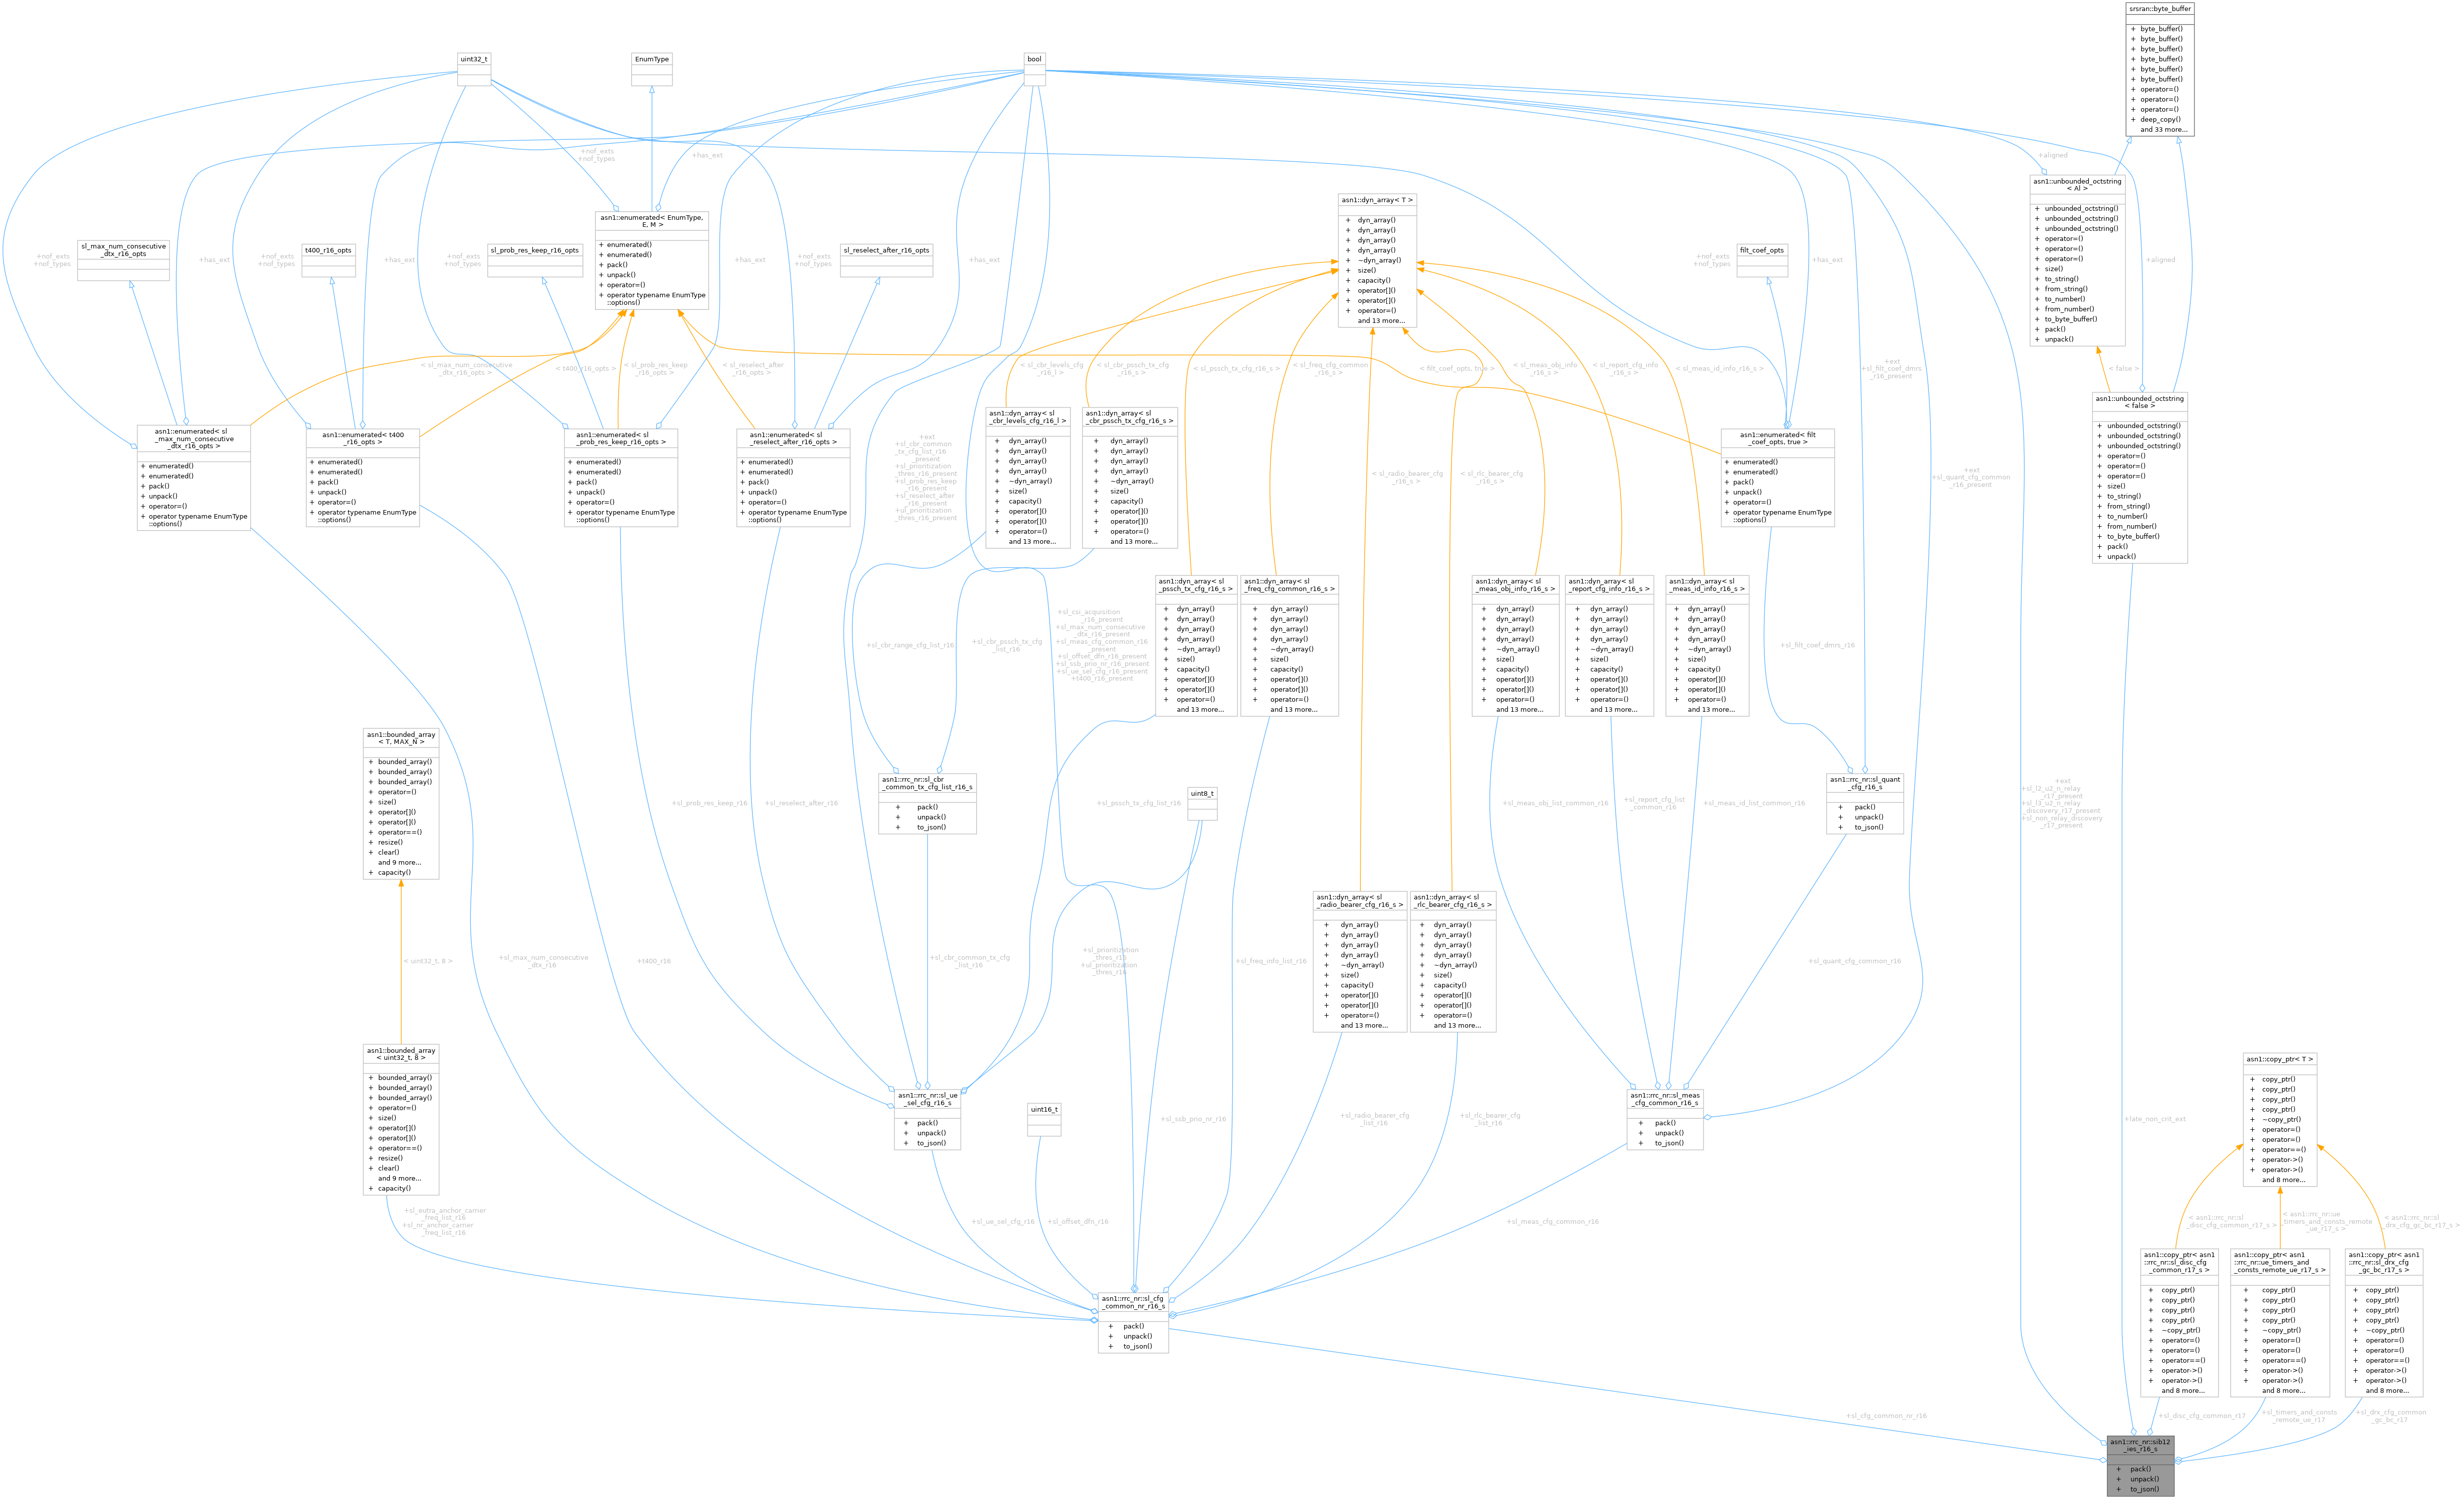 srsran::byte_buffer
+ byte_buffer()
+ byte_buffer()
+ byte_buffer()
+ byte_buffer()
+ byte_buffer()
+ byte_buffer()
+ operator=()
+ operator=()
+ operator=()
+ deep_copy()
and 33 more...
uint32_t
EnumType
bool
+nof_exts
+nof_types
+has_ext
+aligned
asn1::unbounded_octstring
< Al >
+ unbounded_octstring()
+ unbounded_octstring()
+ unbounded_octstring()
+ operator=()
+ operator=()
+ operator=()
+ size()
+ to_string()
+ from_string()
+ to_number()
+ from_number()
+ to_byte_buffer()
+ pack()
+ unpack()
asn1::enumerated< EnumType,
E, M >
+ enumerated()
+ enumerated()
+ pack()
+ unpack()
+ operator=()
+ operator typename EnumType
::options()
asn1::dyn_array< T >
+ dyn_array()
+ dyn_array()
+ dyn_array()
+ dyn_array()
+ ~dyn_array()
+ size()
+ capacity()
+ operator[]()
+ operator[]()
+ operator=()
and 13 more...
+nof_exts
+nof_types
sl_max_num_consecutive
_dtx_r16_opts
+has_ext
+nof_exts
+nof_types
t400_r16_opts
+has_ext
+nof_exts
+nof_types
sl_prob_res_keep_r16_opts
+has_ext
+nof_exts
+nof_types
sl_reselect_after_r16_opts
+has_ext
+nof_exts
+nof_types
filt_coef_opts
+has_ext
+aligned
< sl_max_num_consecutive
_dtx_r16_opts >
< t400_r16_opts >
< sl_prob_res_keep
_r16_opts >
< sl_reselect_after
_r16_opts >
< sl_cbr_levels_cfg
_r16_l >
< sl_cbr_pssch_tx_cfg
_r16_s >
< sl_pssch_tx_cfg_r16_s >
< sl_freq_cfg_common
_r16_s >
< filt_coef_opts, true >
< sl_meas_obj_info
_r16_s >
< sl_report_cfg_info
_r16_s >
< sl_meas_id_info_r16_s >
+ext
+sl_filt_coef_dmrs
_r16_present
< false >
asn1::enumerated< sl
_max_num_consecutive
_dtx_r16_opts >
+ enumerated()
+ enumerated()
+ pack()
+ unpack()
+ operator=()
+ operator typename EnumType
::options()
asn1::enumerated< t400
_r16_opts >
+ enumerated()
+ enumerated()
+ pack()
+ unpack()
+ operator=()
+ operator typename EnumType
::options()
asn1::enumerated< sl
_prob_res_keep_r16_opts >
+ enumerated()
+ enumerated()
+ pack()
+ unpack()
+ operator=()
+ operator typename EnumType
::options()
asn1::enumerated< sl
_reselect_after_r16_opts >
+ enumerated()
+ enumerated()
+ pack()
+ unpack()
+ operator=()
+ operator typename EnumType
::options()
+ext
+sl_cbr_common
_tx_cfg_list_r16
_present
+sl_prioritization
_thres_r16_present
+sl_prob_res_keep
_r16_present
+sl_reselect_after
_r16_present
+ul_prioritization
_thres_r16_present
asn1::dyn_array< sl
_cbr_levels_cfg_r16_l >
+ dyn_array()
+ dyn_array()
+ dyn_array()
+ dyn_array()
+ ~dyn_array()
+ size()
+ capacity()
+ operator[]()
+ operator[]()
+ operator=()
and 13 more...
asn1::dyn_array< sl
_cbr_pssch_tx_cfg_r16_s >
+ dyn_array()
+ dyn_array()
+ dyn_array()
+ dyn_array()
+ ~dyn_array()
+ size()
+ capacity()
+ operator[]()
+ operator[]()
+ operator=()
and 13 more...
< sl_radio_bearer_cfg
_r16_s >
< sl_rlc_bearer_cfg
_r16_s >
asn1::enumerated< filt
_coef_opts, true >
+ enumerated()
+ enumerated()
+ pack()
+ unpack()
+ operator=()
+ operator typename EnumType
::options()
+ext
+sl_quant_cfg_common
_r16_present
asn1::unbounded_octstring
< false >
+ unbounded_octstring()
+ unbounded_octstring()
+ unbounded_octstring()
+ operator=()
+ operator=()
+ operator=()
+ size()
+ to_string()
+ from_string()
+ to_number()
+ from_number()
+ to_byte_buffer()
+ pack()
+ unpack()
+sl_cbr_range_cfg_list_r16
+sl_cbr_pssch_tx_cfg
_list_r16
+sl_csi_acquisition
_r16_present
+sl_max_num_consecutive
_dtx_r16_present
+sl_meas_cfg_common_r16
_present
+sl_offset_dfn_r16_present
+sl_ssb_prio_nr_r16_present
+sl_ue_sel_cfg_r16_present
+t400_r16_present
asn1::dyn_array< sl
_pssch_tx_cfg_r16_s >
+ dyn_array()
+ dyn_array()
+ dyn_array()
+ dyn_array()
+ ~dyn_array()
+ size()
+ capacity()
+ operator[]()
+ operator[]()
+ operator=()
and 13 more...
asn1::dyn_array< sl
_freq_cfg_common_r16_s >
+ dyn_array()
+ dyn_array()
+ dyn_array()
+ dyn_array()
+ ~dyn_array()
+ size()
+ capacity()
+ operator[]()
+ operator[]()
+ operator=()
and 13 more...
asn1::dyn_array< sl
_meas_obj_info_r16_s >
+ dyn_array()
+ dyn_array()
+ dyn_array()
+ dyn_array()
+ ~dyn_array()
+ size()
+ capacity()
+ operator[]()
+ operator[]()
+ operator=()
and 13 more...
asn1::dyn_array< sl
_report_cfg_info_r16_s >
+ dyn_array()
+ dyn_array()
+ dyn_array()
+ dyn_array()
+ ~dyn_array()
+ size()
+ capacity()
+ operator[]()
+ operator[]()
+ operator=()
and 13 more...
asn1::dyn_array< sl
_meas_id_info_r16_s >
+ dyn_array()
+ dyn_array()
+ dyn_array()
+ dyn_array()
+ ~dyn_array()
+ size()
+ capacity()
+ operator[]()
+ operator[]()
+ operator=()
and 13 more...
+sl_filt_coef_dmrs_r16
asn1::bounded_array
< T, MAX_N >
+ bounded_array()
+ bounded_array()
+ bounded_array()
+ operator=()
+ size()
+ operator[]()
+ operator[]()
+ operator==()
+ resize()
+ clear()
and 9 more...
+ capacity()
+sl_prob_res_keep_r16
+sl_reselect_after_r16
asn1::rrc_nr::sl_cbr
_common_tx_cfg_list_r16_s
+ pack()
+ unpack()
+ to_json()
+sl_pssch_tx_cfg_list_r16
uint8_t
+sl_meas_obj_list_common_r16
+sl_report_cfg_list
_common_r16
+sl_meas_id_list_common_r16
asn1::rrc_nr::sl_quant
_cfg_r16_s
+ pack()
+ unpack()
+ to_json()
+ext
+sl_l2_u2_n_relay
_r17_present
+sl_l3_u2_n_relay
_discovery_r17_present
+sl_non_relay_discovery
_r17_present
< uint32_t, 8 >
+sl_max_num_consecutive
_dtx_r16
+t400_r16
+sl_cbr_common_tx_cfg
_list_r16
+sl_prioritization
_thres_r16
+ul_prioritization
_thres_r16
+sl_freq_info_list_r16
asn1::dyn_array< sl
_radio_bearer_cfg_r16_s >
+ dyn_array()
+ dyn_array()
+ dyn_array()
+ dyn_array()
+ ~dyn_array()
+ size()
+ capacity()
+ operator[]()
+ operator[]()
+ operator=()
and 13 more...
asn1::dyn_array< sl
_rlc_bearer_cfg_r16_s >
+ dyn_array()
+ dyn_array()
+ dyn_array()
+ dyn_array()
+ ~dyn_array()
+ size()
+ capacity()
+ operator[]()
+ operator[]()
+ operator=()
and 13 more...
+sl_quant_cfg_common_r16
asn1::bounded_array
< uint32_t, 8 >
+ bounded_array()
+ bounded_array()
+ bounded_array()
+ operator=()
+ size()
+ operator[]()
+ operator[]()
+ operator==()
+ resize()
+ clear()
and 9 more...
+ capacity()
asn1::rrc_nr::sl_ue
_sel_cfg_r16_s
+ pack()
+ unpack()
+ to_json()
uint16_t
+sl_ssb_prio_nr_r16
+sl_radio_bearer_cfg
_list_r16
+sl_rlc_bearer_cfg
_list_r16
asn1::rrc_nr::sl_meas
_cfg_common_r16_s
+ pack()
+ unpack()
+ to_json()
+late_non_crit_ext
asn1::copy_ptr< T >
+ copy_ptr()
+ copy_ptr()
+ copy_ptr()
+ copy_ptr()
+ ~copy_ptr()
+ operator=()
+ operator=()
+ operator==()
+ operator->()
+ operator->()
and 8 more...
+sl_eutra_anchor_carrier
_freq_list_r16
+sl_nr_anchor_carrier
_freq_list_r16
+sl_ue_sel_cfg_r16
+sl_offset_dfn_r16
+sl_meas_cfg_common_r16
< asn1::rrc_nr::sl
_disc_cfg_common_r17_s >
< asn1::rrc_nr::ue
_timers_and_consts_remote
_ue_r17_s >
< asn1::rrc_nr::sl
_drx_cfg_gc_bc_r17_s >
asn1::rrc_nr::sl_cfg
_common_nr_r16_s
+ pack()
+ unpack()
+ to_json()
asn1::copy_ptr< asn1
::rrc_nr::sl_disc_cfg
_common_r17_s >
+ copy_ptr()
+ copy_ptr()
+ copy_ptr()
+ copy_ptr()
+ ~copy_ptr()
+ operator=()
+ operator=()
+ operator==()
+ operator->()
+ operator->()
and 8 more...
asn1::copy_ptr< asn1
::rrc_nr::ue_timers_and
_consts_remote_ue_r17_s >
+ copy_ptr()
+ copy_ptr()
+ copy_ptr()
+ copy_ptr()
+ ~copy_ptr()
+ operator=()
+ operator=()
+ operator==()
+ operator->()
+ operator->()
and 8 more...
asn1::copy_ptr< asn1
::rrc_nr::sl_drx_cfg
_gc_bc_r17_s >
+ copy_ptr()
+ copy_ptr()
+ copy_ptr()
+ copy_ptr()
+ ~copy_ptr()
+ operator=()
+ operator=()
+ operator==()
+ operator->()
+ operator->()
and 8 more...
+sl_cfg_common_nr_r16
+sl_disc_cfg_common_r17
+sl_timers_and_consts
_remote_ue_r17
+sl_drx_cfg_common
_gc_bc_r17
asn1::rrc_nr::sib12
_ies_r16_s
+ pack()
+ unpack()
+ to_json()